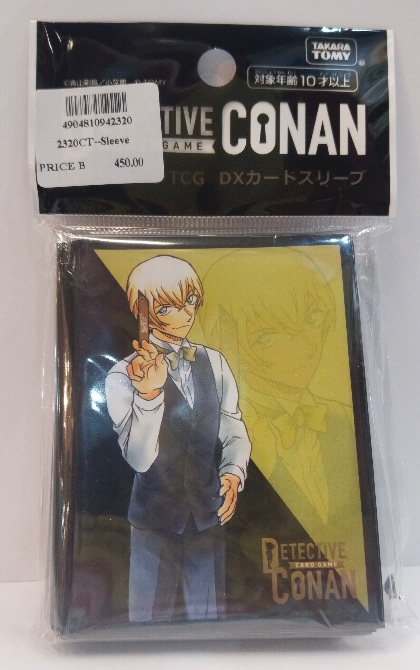 TAKARA
TOMY
対象年齢10才以上
4904810942320
2320CT--Sleeve
PRICE B 450.00
TIVE CONAN
GAME
TCG DXカードスリーブ
DETECTIVE
CARD GAME
CONAN